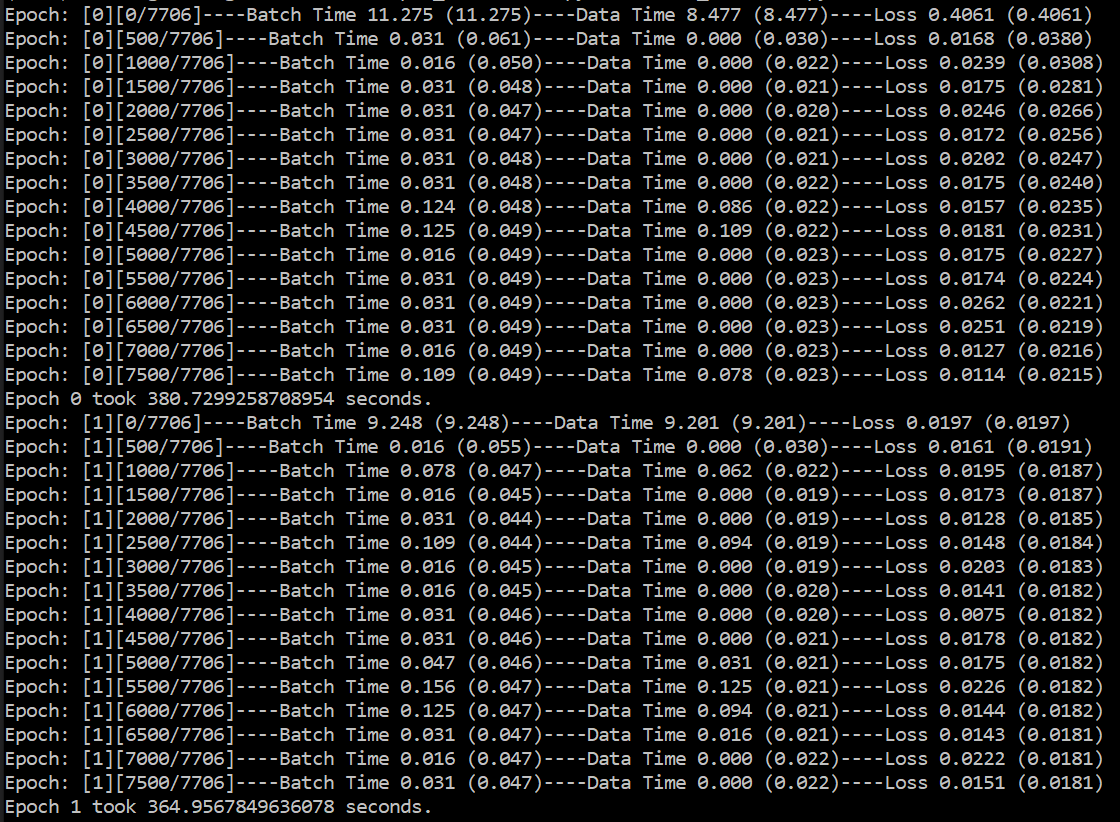 Epoch: [0][0/7706]----Batch Time 11.275 (11.275)----Data Time 8.477 (8.477)----Loss 0.4061 (0.4061)
Epoch: [0][500/7706]----Batch Time 0.031 (0.061)----Data Time 0.000 (0.030)----Loss 0.0168 (0.0380)
Epoch: [0][1000/7706]----Batch Time 0.016 (0.050)----Data Time 0.000 (0.022)----Loss 0.0239 (0.0308)
Epoch: [0][1500/7706]----Batch Time 0.031 (0.048)----Data Time 0.000 (0.021)----Loss 0.0175 (0.0281)
Epoch: [0][2000/7706]----Batch Time 0.031 (0.047)----Data Time 0.000 (0.020)----Loss 0.0246 (0.0266)
Epoch: [0][2500/7706]----Batch Time 0.031 (0.047)----Data Time 0.000 (0.021)----Loss 0.0172 (0.0256)
Epoch: [0][3000/7706]----Batch Time 0.031 (0.048)----Data Time 0.000 (0.021)----Loss 0.0202 (0.0247)
Epoch: [0][3500/7706]----Batch Time 0.031 (0.048)----Data Time 0.000 (0.022)----Loss 0.0175 (0.0240)
Epoch: [0][4000/7706]----Batch Time 0.124 (0.048)----Data Time 0.086 (0.022)----Loss 0.0157 (0.0235)
Epoch: [0][4500/7706]----Batch Time 0.125 (0.049)----Data Time 0.109 (0.022)----Loss 0.0181 (0.0231)
Epoch: [0][5000/7706]----Batch Time 0.016 (0.049)----Data Time 0.000 (0.023)----Loss 0.0175 (0.0227)
Epoch: [0][5500/7706]----Batch Time 0.031 (0.049)----Data Time 0.000 (0.023)----Loss 0.0174 (0.0224)
Epoch: [0][6000/7706]----Batch Time 0.031 (0.049)----Data Time 0.000 (0.023)----Loss 0.0262 (0.0221)
Epoch: [0][6500/7706]----Batch Time 0.031 (0.049)----Data Time 0.000 (0.023)----Loss 0.0251 (0.0219)
Epoch: [0][7000/7706]----Batch Time 0.016 (0.049)----Data Time 0.000 (0.023)----Loss 0.0127 (0.0216)
Epoch: [0][7500/7706]----Batch Time 0.109 (0.049)----Data Time 0.078 (0.023)----Loss 0.0114 (0.0215)
Epoch 0 took 380.7299258708954 seconds.
Epoch: [1][0/7706]----Batch Time 9.248 (9.248)----Data Time 9.201 (9.201)----Loss 0.0197 (0.0197)
Epoch: [1][500/7706]----Batch Time 0.016 (0.055)----Data Time 0.000 (0.030)----Loss 0.0161 (0.0191)
Epoch: [1][1000/7706]----Batch Time 0.078 (0.047)----Data Time 0.062 (0.022)----Loss 0.0195 (0.0187)
Epoch: [1][1500/7706]----Batch Time 0.016 (0.045)----Data Time 0.000 (0.019)----Loss 0.0173 (0.0187)
Epoch: [1][2000/7706]----Batch Time 0.031 (0.044)----Data Time 0.000 (0.019)----Loss 0.0128 (0.0185)
Epoch: [1][2500/7706]----Batch Time 0.109 (0.044)----Data Time 0.094 (0.019)----Loss 0.0148 (0.0184)
Epoch: [1][3000/7706]----Batch Time 0.016 (0.045)----Data Time 0.000 (0.019)----Loss 0.0203 (0.0183)
Epoch: [1][3500/7706]----Batch Time 0.016 (0.045)----Data Time 0.000 (0.020)----Loss 0.0141 (0.0182)
Epoch: [1][4000/7706]----Batch Time 0.031 (0.046)----Data Time 0.000 (0.020)----Loss 0.0075 (0.0182)
Epoch: [1][4500/7706]----Batch Time 0.031 (0.046)----Data Time 0.000 (0.021)----Loss 0.0178 (0.0182)
Epoch: [1][5000/7706]----Batch Time 0.047 (0.046)----Data Time 0.031 (0.021)----Loss 0.0175 (0.0182)
Epoch: [1][5500/7706]----Batch Time 0.156 (0.047)----Data Time 0.125 (0.021)----Loss 0.0226 (0.0182)
Epoch: [1][6000/7706]----Batch Time 0.125 (0.047)----Data Time 0.094 (0.021)----Loss 0.0144 (0.0182)
Epoch: [1][6500/7706]----Batch Time 0.031 (0.047)----Data Time 0.016 (0.021)----Loss 0.0143 (0.0181)
Epoch: [1][7000/7706]----Batch Time 0.016 (0.047)----Data Time 0.000 (0.022)----Loss 0.0222 (0.0181)
Epoch: [1][7500/7706]----Batch Time 0.031 (0.047)----Data Time 0.000 (0.022)----Loss 0.0151 (0.0181)
Epoch 1 took 364.9567849636078 seconds.